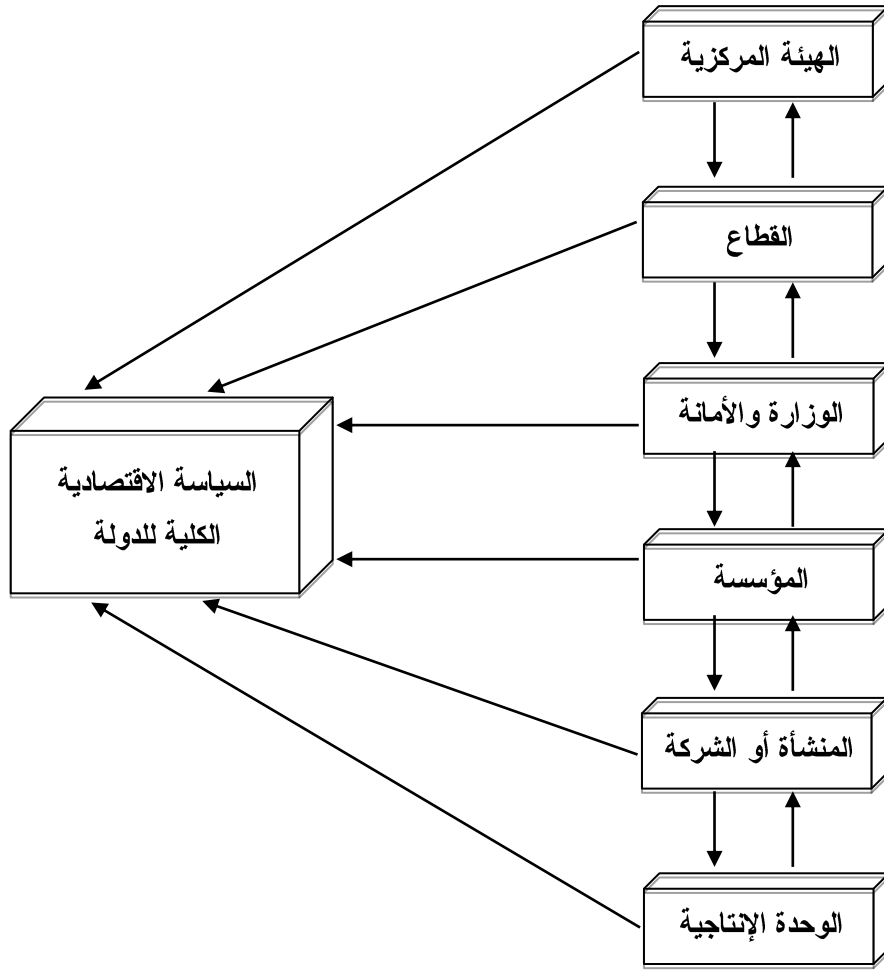 الهيئة المركزية
القطاع
الوزارة والأمانة
السياسة الاقتصادية
الكلية للدولة
المؤسسة
المنشأة أو الشركة
الوحدة الإنتاجية